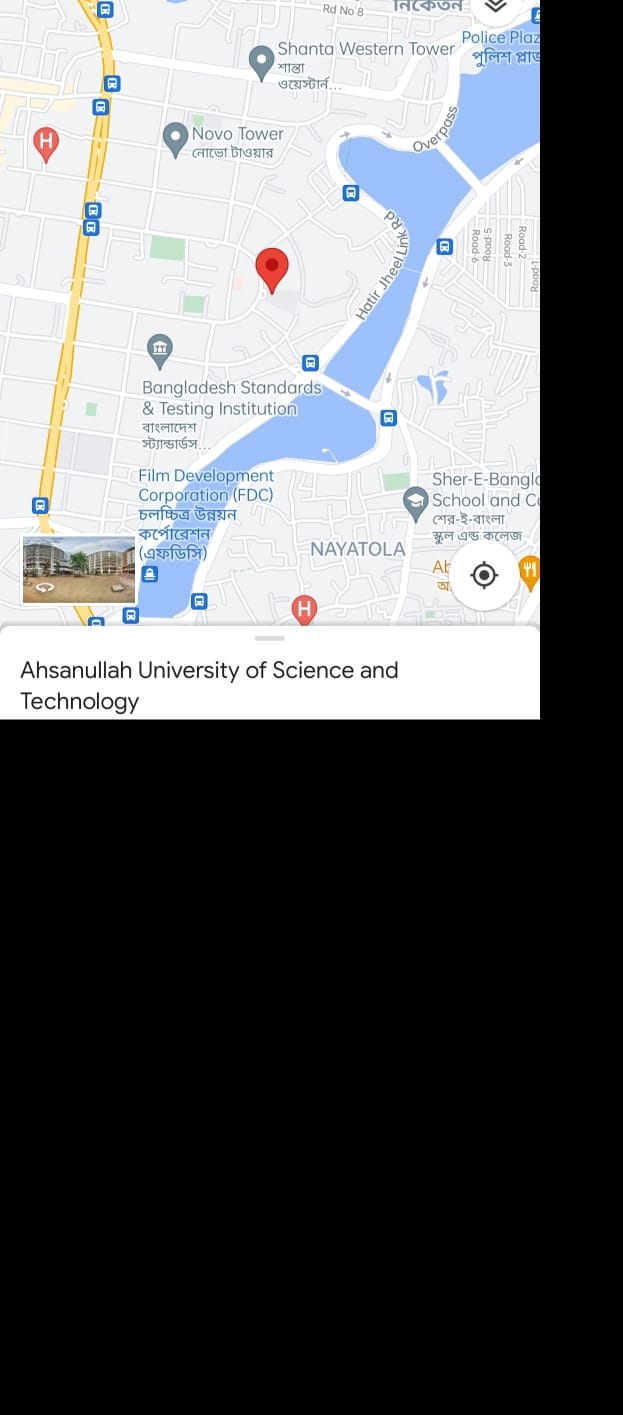 Rd No 8
নিকেতন
Police Plaz
পুলিশ প্লাজ
Shanta Western Tower
শান্তা
ওয়েস্টার্ন...
Novo Tower
নোভো টাওয়ার
Overpass
Hatir Jheel Link Rd
Road-6
Road-5
Road-3
Road-2
Road-1
Bangladesh Standards
& Testing Institution
বাংলাদেশ
স্ট্যান্ডার্ডস...
Film Development
Corporation (FDC)
চলচ্চিত্র উন্নয়ন
কর্পোরেশন
(এফডিসি)
Sher-E-Bangla
School and Co
শের-ই-বাংলা
স্কুল এন্ড কলেজ
NAYATOLA
H
H
Ab
Ahsanullah University of Science and
Technology